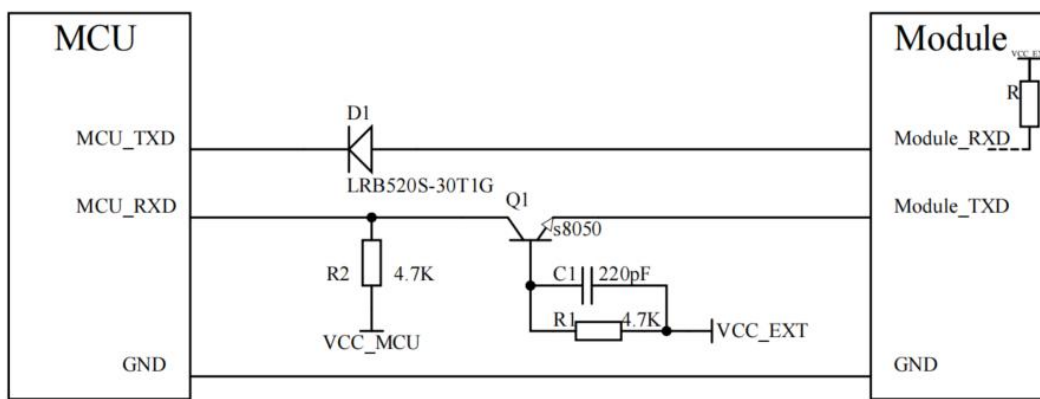 MCU
Module
VCC_EX
R
D1
MCU_TXD
Module_RXD
LRB520S-30T1G
MCU_RXD
Q1
Module_TXD
s8050
R2
4.7K
C1
220pF
R1
4.7K
VCC_MCU
VCC_EXT
GND
GND